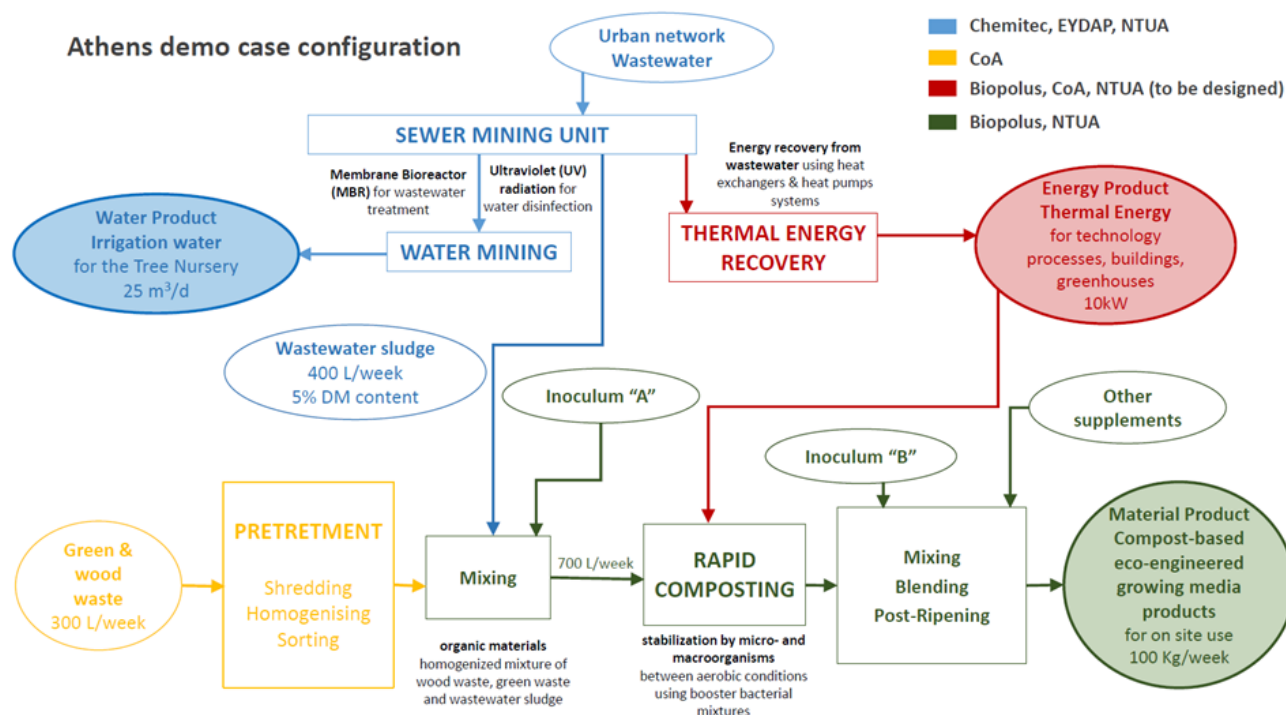 Athens demo case configuration
Urban network
Wastewater
Chemitec, EYDAP, NTUA
CoA
Biopolus, CoA, NTUA (to be designed)
Biopolus, NTUA
SEWER MINING UNIT
Membrane Bioreactor
(MBR) for wastewater
treatment
Ultraviolet (UV)
radiation for
water disinfection
Energy recovery from
wastewater using heat
exchangers & heat pumps
systems
Water Product
Irrigation water
for the Tree Nursery
25 m³/d
WATER MINING
THERMAL ENERGY
RECOVERY
Energy Product
Thermal Energy
for technology
processes, buildings,
greenhouses
10kW
Wastewater sludge
400 L/week
5% DM content
Inoculum “A”
Inoculum “B”
Other
supplements
Green &
wood
waste
300 L/week
PRETRETMENT
Shredding
Homogenising
Sorting
Mixing
700 L/week
RAPID
COMPOSTING
Mixing
Blending
Post-Ripening
Material Product
Compost-based
eco-engineered
growing media
products
for on site use
100 Kg/week
organic materials
homogenized mixture of
wood waste, green waste
and wastewater sludge
stabilization by micro- and
macroorganisms
between aerobic conditions
using booster bacterial
mixtures